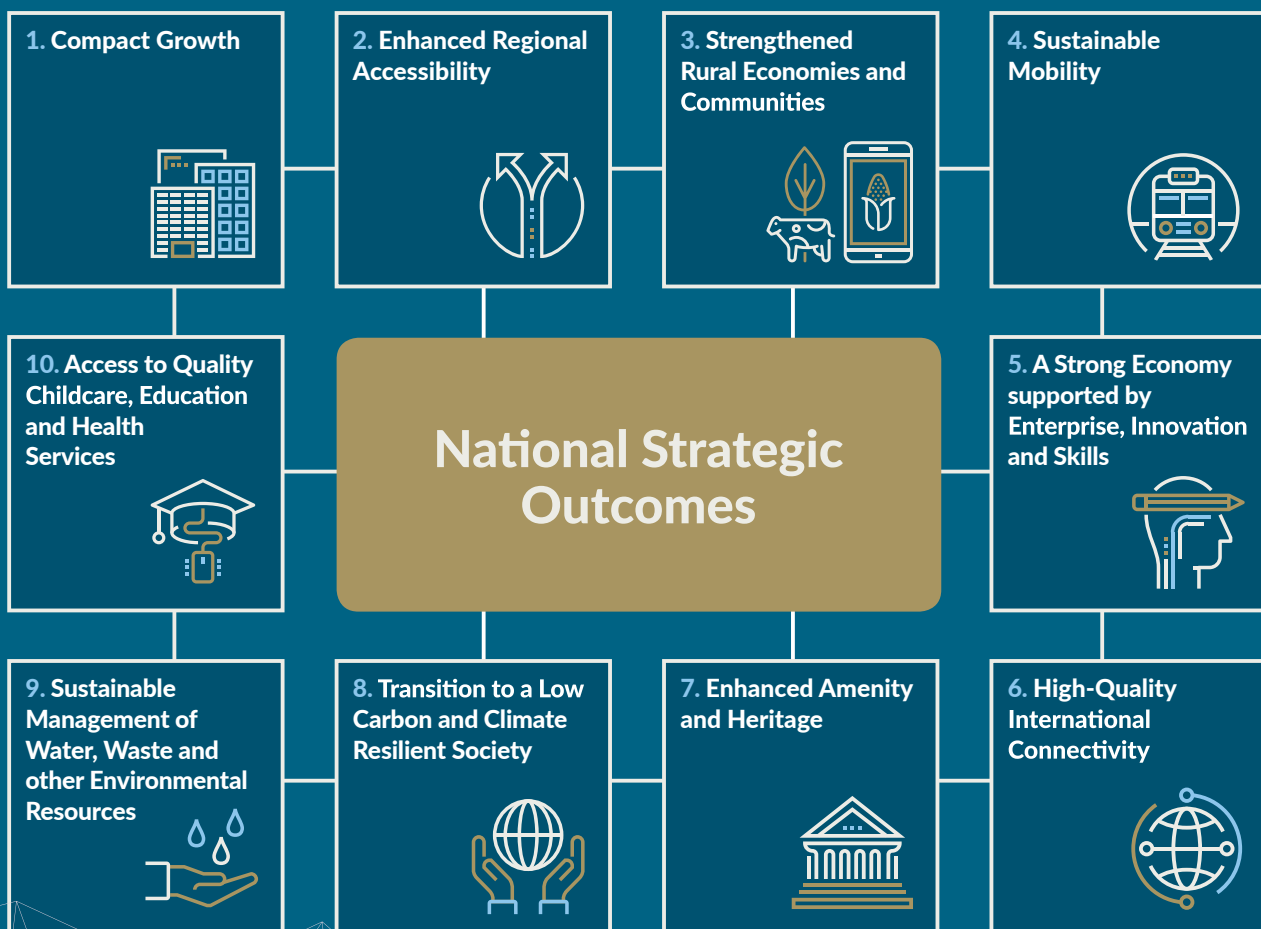 1. Compact Growth
2. Enhanced Regional
Accessibility
3. Strengthened
Rural Economies and
Communities
4. Sustainable
Mobility
10. Access to Quality
Childcare, Education
and Health
Services
National Strategic
Outcomes
5. A Strong Economy
supported by
Enterprise, Innovation
and Skills
9. Sustainable
Management of
Water, Waste and
other Environmental
Resources
8. Transition to a Low
Carbon and Climate
Resilient Society
7. Enhanced Amenity
and Heritage
6. High-Quality
International
Connectivity